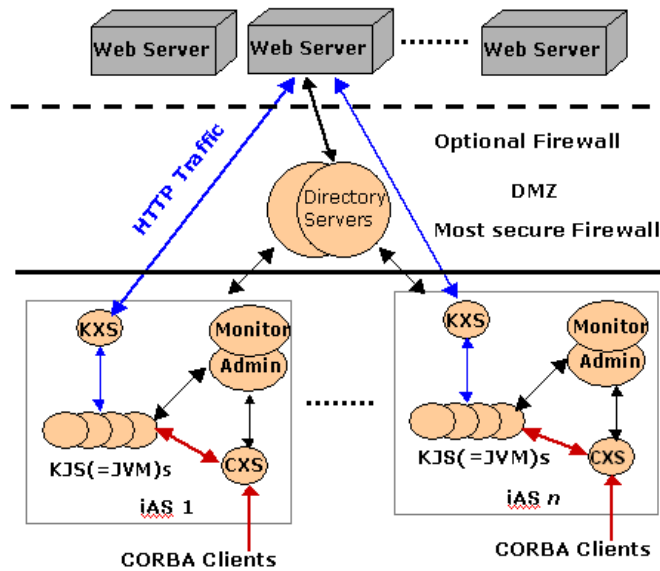 Web Server
Web Server
Web Server
HTTP Traffic
Optional Firewall
Directory
Servers
DMZ
Most secure Firewall
KXS
Monitor
Admin
KJS(=JVM)s
CXS
iAS 1
CORBA Clients
KXS
Monitor
Admin
KJS(=JVM)s
CXS
iAS n
CORBA Clients